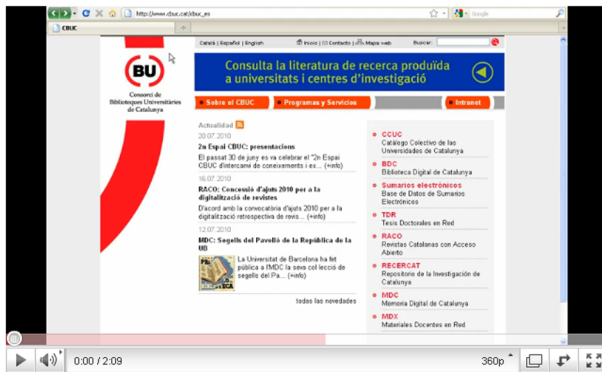 http://www.cbuc.cat/cbuc_es
Google
CBUC
Català | Español | English
Inicio | Contacto | Mapa web
Buscar:
BU
Consorci de
Biblioteques Universitàries
de Catalunya
Consulta la literatura de recerca produïda
a universitats i centres d'investigació
Sobre el CBUC
Programas y Servicios
Intranet
Actualidad
20.07.2010
2n Espai CBUC: presentacions
El passat 30 de juny es va celebrar el "2n Espai
CBUC d'intercanvi de coneixements i ex... (+info)
16.07.2010
RACO: Concessió d'ajuts 2010 per a la
digitalització de revistes
D'acord amb la convocatòria d'ajuts 2010 per a la
digitalització retrospectiva de revis... (+info)
12.07.2010
MDC: Segells del Pavelló de la República de la
UB
La Universitat de Barcelona ha fet
pública a l'MDC la seva col·lecció de
segells del Pa... (+info)
todas las novedades
CCUC
Catálogo Colectivo de las
Universidades de Catalunya
BDC
Biblioteca Digital de Catalunya
Sumarios electrónicos
Base de Datos de Sumarios
Electrónicos
TDR
Tesis Doctorales en Red
RACO
Revistas Catalanas con Acceso
Abierto
RECERCAT
Repositorio de la Investigación de
Catalunya
MDC
Memoria Digital de Catalunya
MDX
Materiales Docentes en Red
0:00 / 2:09
360p